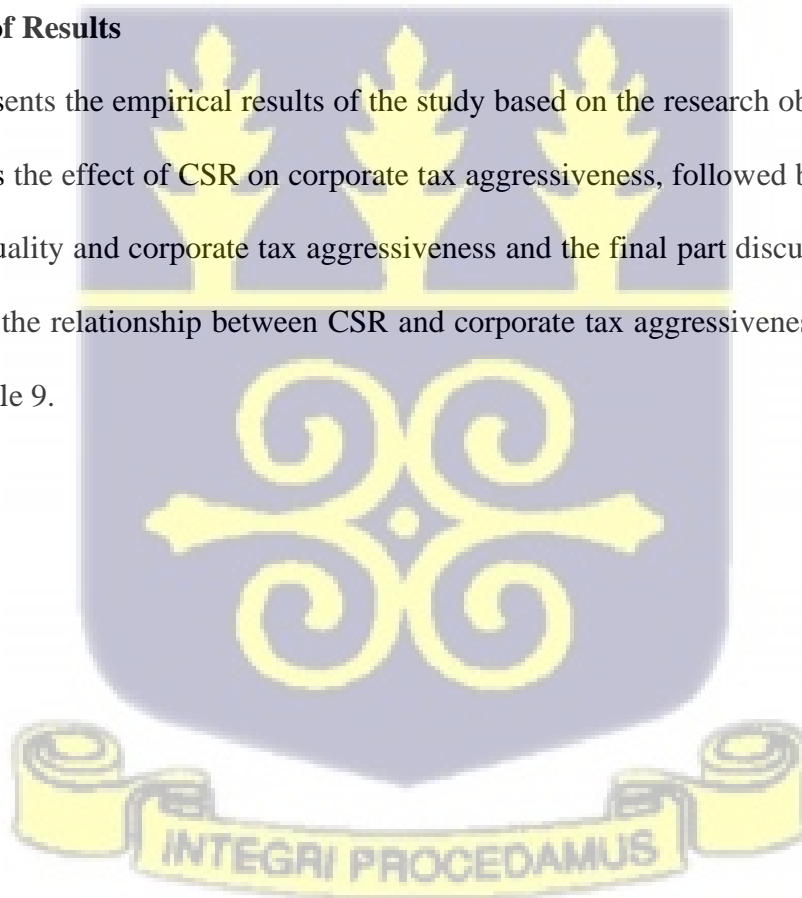 of Results
sents the empirical results of the study based on the research ob
s the effect of CSR on corporate tax aggressiveness, followed b
uality and corporate tax aggressiveness and the final part discu
the relationship between CSR and corporate tax aggressivenes
le 9.
INTEGRI PROCEDAMUS